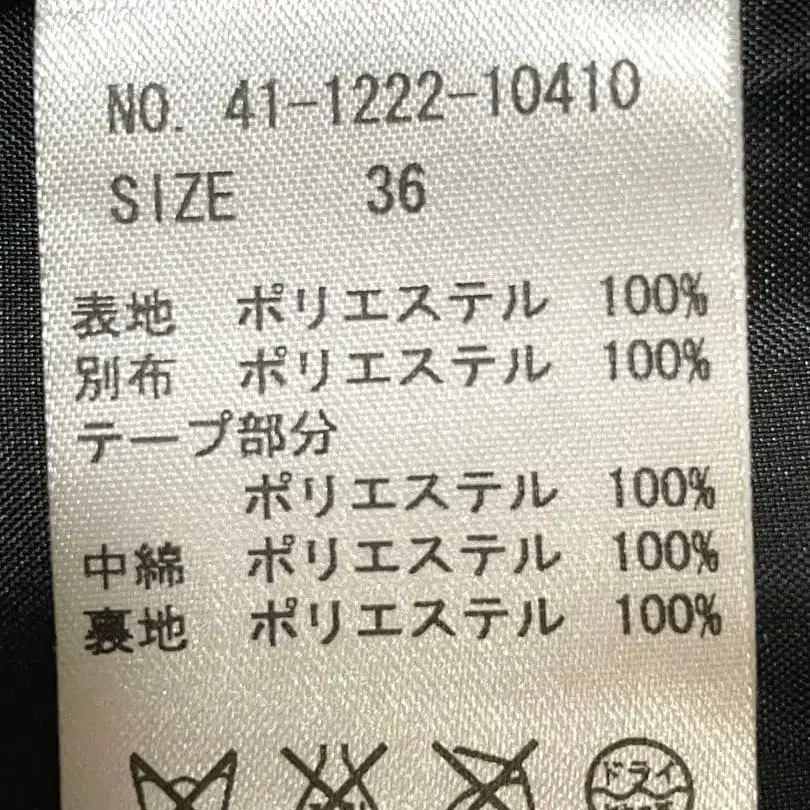 NO. 41-1222-10410
SIZE 36
表地 ポリエステル 100%
別布 ポリエステル 100%
テープ部分
ポリエステル 100%
中綿 ポリエステル 100%
裏地 ポリエステル 100%
ドライ